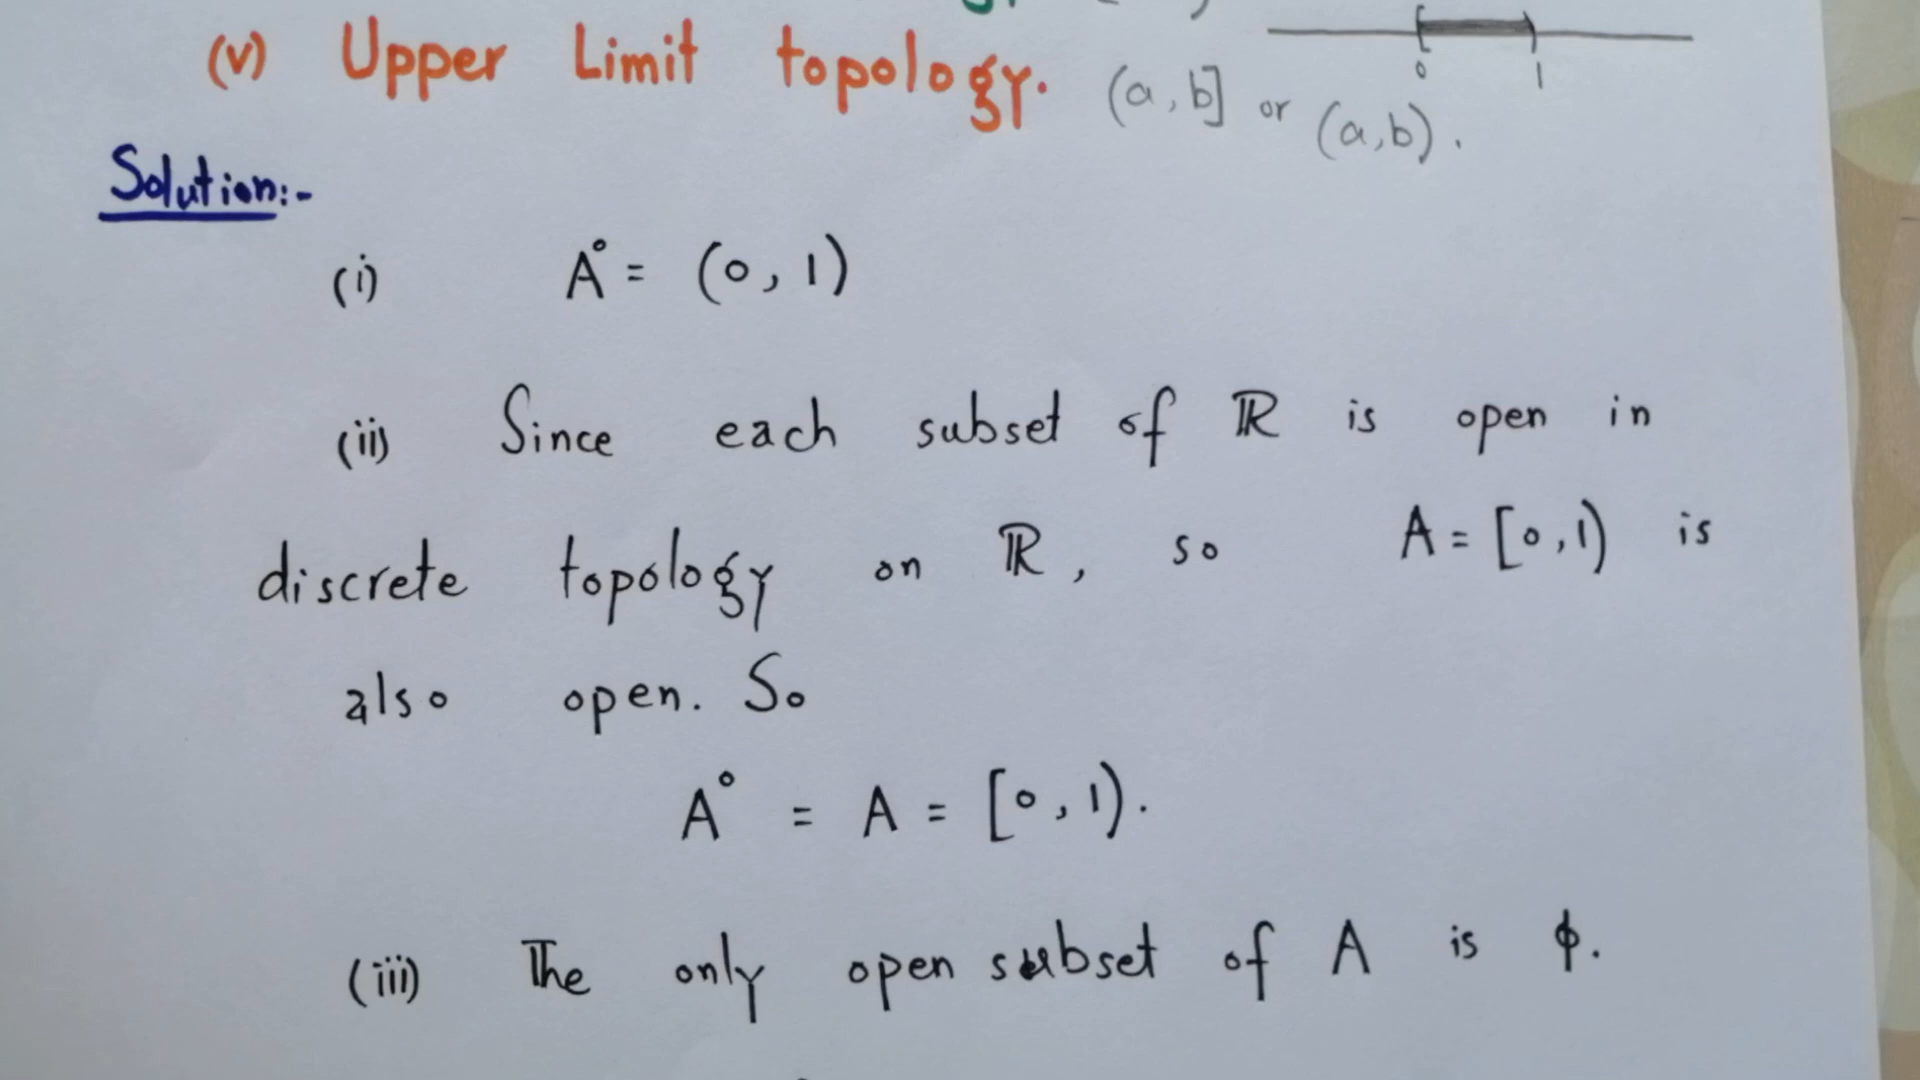 (v) Upper Limit topology. (a, b] or (a,b).
0 1
Solution:-
(i) A° = (0, 1)
(ii) Since each subset of ℝ is open in
discrete topology on ℝ, so A = [0,1) is
also open. So
A° = A = [0, 1).
(iii) The only open subset of A is ϕ.